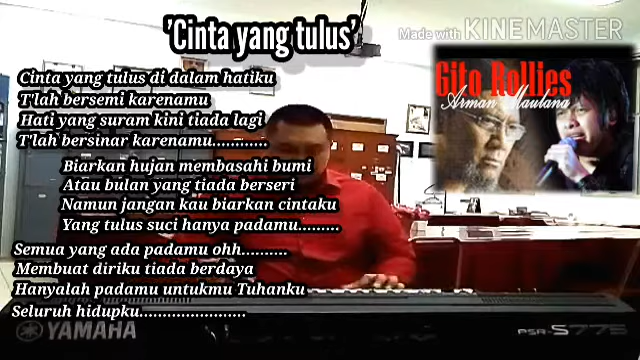 'Cinta yang tulus'
Made with KINEMASTER
Gito Rollies
Arman Maulana
Cinta yang tulus di dalam hatiku
T'lah bersemi karenamu
Hati yang suram kini tiada lagi
T'lah bersinar karenamu............
Biarkan hujan membasahi bumi
Atau bulan yang tiada berseri
Namun jangan kau biarkan cintaku
Yang tulus suci hanya padamu.........
Semua yang ada padamu ohh..........
Membuat diriku tiada berdaya
Hanyalah padamu untukmu Tuhanku
Seluruh hidupku.......................
YAMAHA
PSR-S775